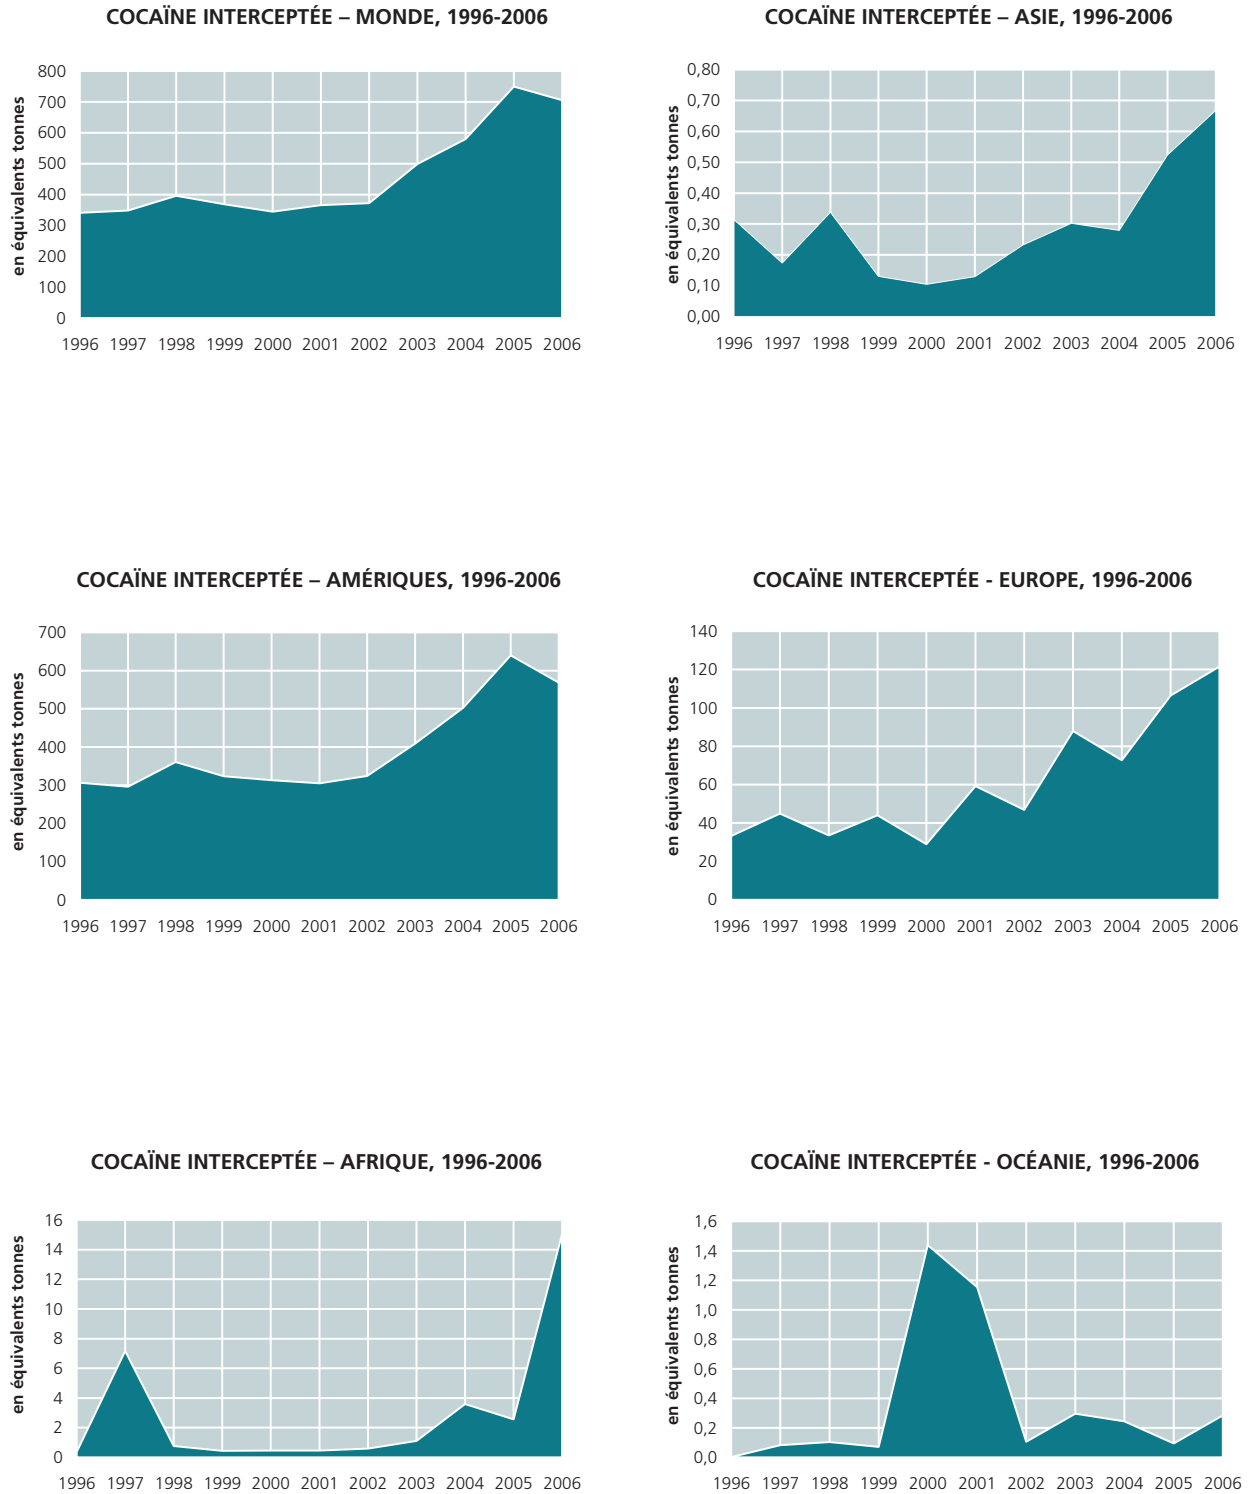 COCAÏNE INTERCEPTÉE – MONDE, 1996-2006
en équivalents tonnes
800
700
600
500
400
300
200
100
0
1996 1997 1998 1999 2000 2001 2002 2003 2004 2005 2006
COCAÏNE INTERCEPTÉE – ASIE, 1996-2006
en équivalents tonnes
0,80
0,70
0,60
0,50
0,40
0,30
0,20
0,10
0,00
1996 1997 1998 1999 2000 2001 2002 2003 2004 2005 2006
COCAÏNE INTERCEPTÉE – AMÉRIQUES, 1996-2006
en équivalents tonnes
700
600
500
400
300
200
100
0
1996 1997 1998 1999 2000 2001 2002 2003 2004 2005 2006
COCAÏNE INTERCEPTÉE - EUROPE, 1996-2006
en équivalents tonnes
140
120
100
80
60
40
20
0
1996 1997 1998 1999 2000 2001 2002 2003 2004 2005 2006
COCAÏNE INTERCEPTÉE – AFRIQUE, 1996-2006
en équivalents tonnes
16
14
12
10
8
6
4
2
0
1996 1997 1998 1999 2000 2001 2002 2003 2004 2005 2006
COCAÏNE INTERCEPTÉE - OCÉANIE, 1996-2006
en équivalents tonnes
1,6
1,4
1,2
1,0
0,8
0,6
0,4
0,2
0,0
1996 1997 1998 1999 2000 2001 2002 2003 2004 2005 2006